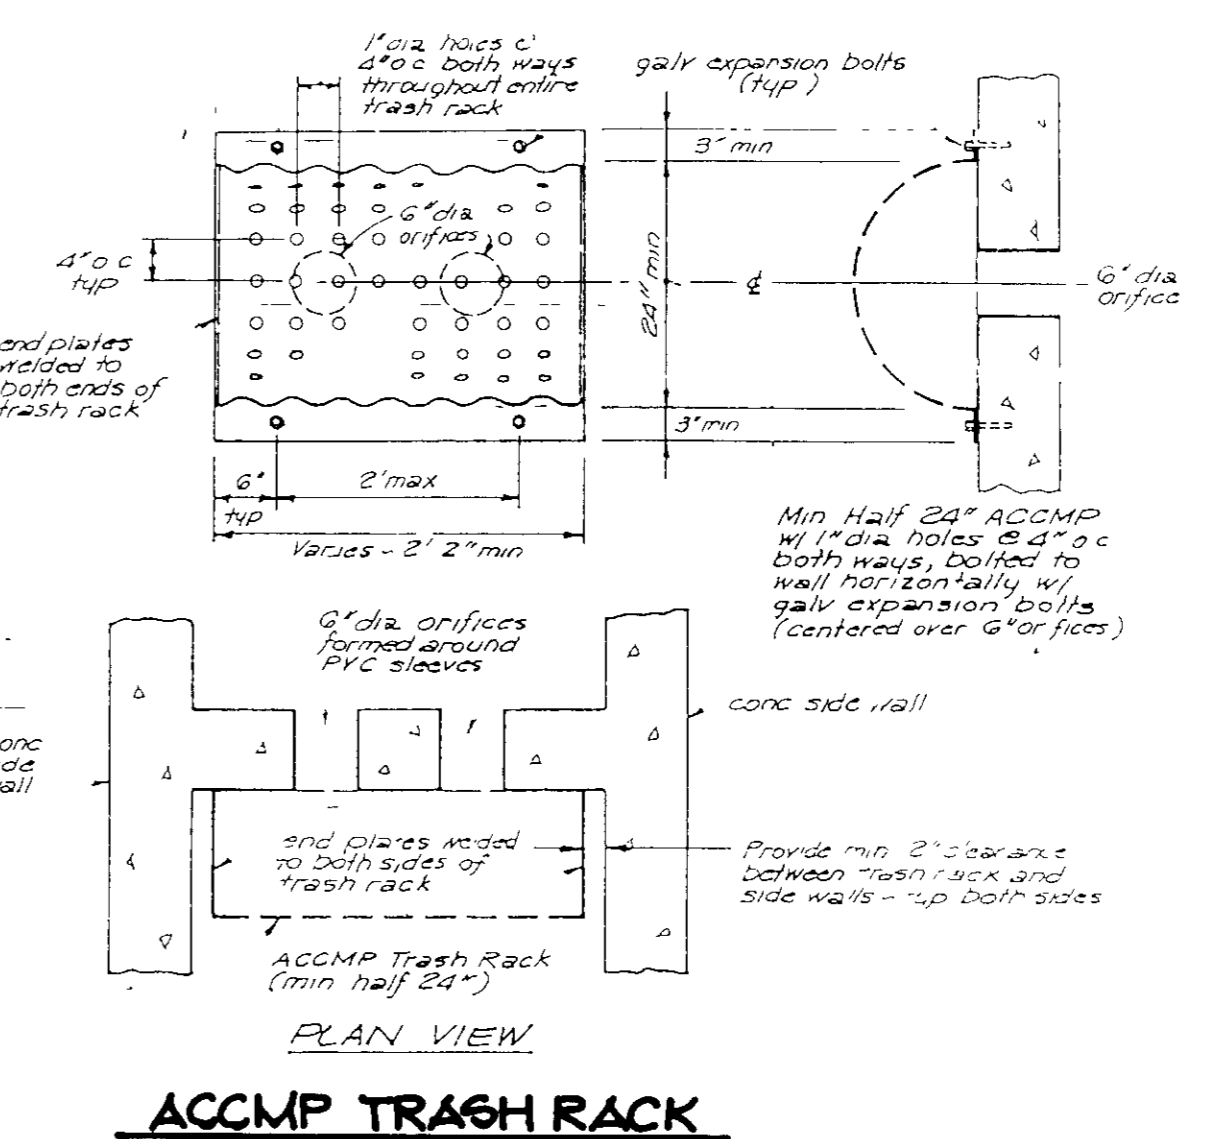 1" dia holes c
4" o c both ways
throughout entire
trash rack
galv expansion bolts
(typ)
3" min
6" dia
orifices
4" o c
typ
24" min
℄
6" dia
orifice
end plates
welded to
both ends of
trash rack
3" min
6"
typ
2' max
Varies - 2' 2" min
Min Half 24" ACCMP
w/ 1" dia holes @ 4" o c
both ways, bolted to
wall horizontally w/
galv expansion bolts
(centered over 6" orifices)
6" dia orifices
formed around
PVC sleeves
conc side wall
onc
de
all
end plates welded
to both sides of
trash rack
Provide min 2" clearance
between trash rack and
side walls - typ both sides
ACCMP Trash Rack
(min half 24")
PLAN VIEW
ACCMP TRASH RACK